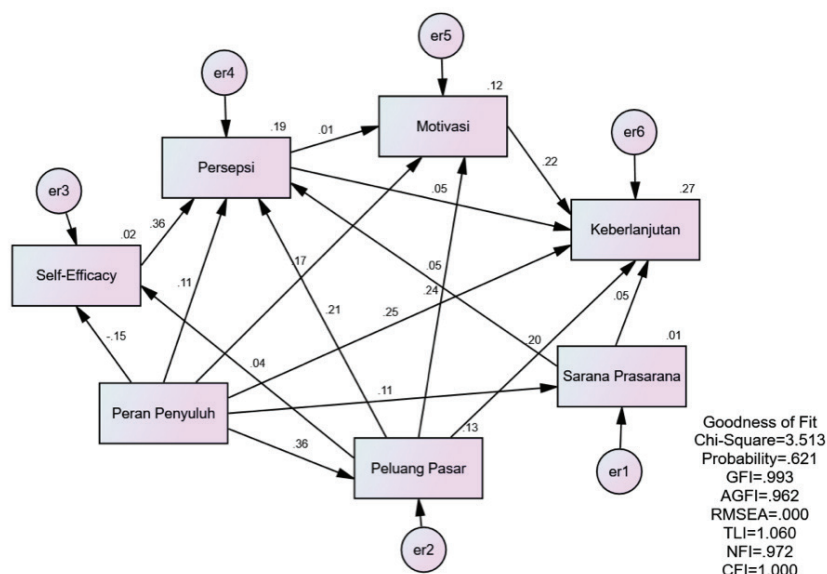 er5
er4
.12
Motivasi
.19
.01
er6
Persepsi
er3
.22
.27
.05
.02
.36
Keberlanjutan
Self-Efficacy
.17
.05
.11
.24
.21
.25
.05
-.15
.20
.01
.04
Sarana Prasarana
Peran Penyuluh
.11
.36
.13
Peluang Pasar
er1
er2
Goodness of Fit
Chi-Square=3.513
Probability=.621
GFI=.993
AGFI=.962
RMSEA=.000
TLI=1.060
NFI=.972
CFI=1.000